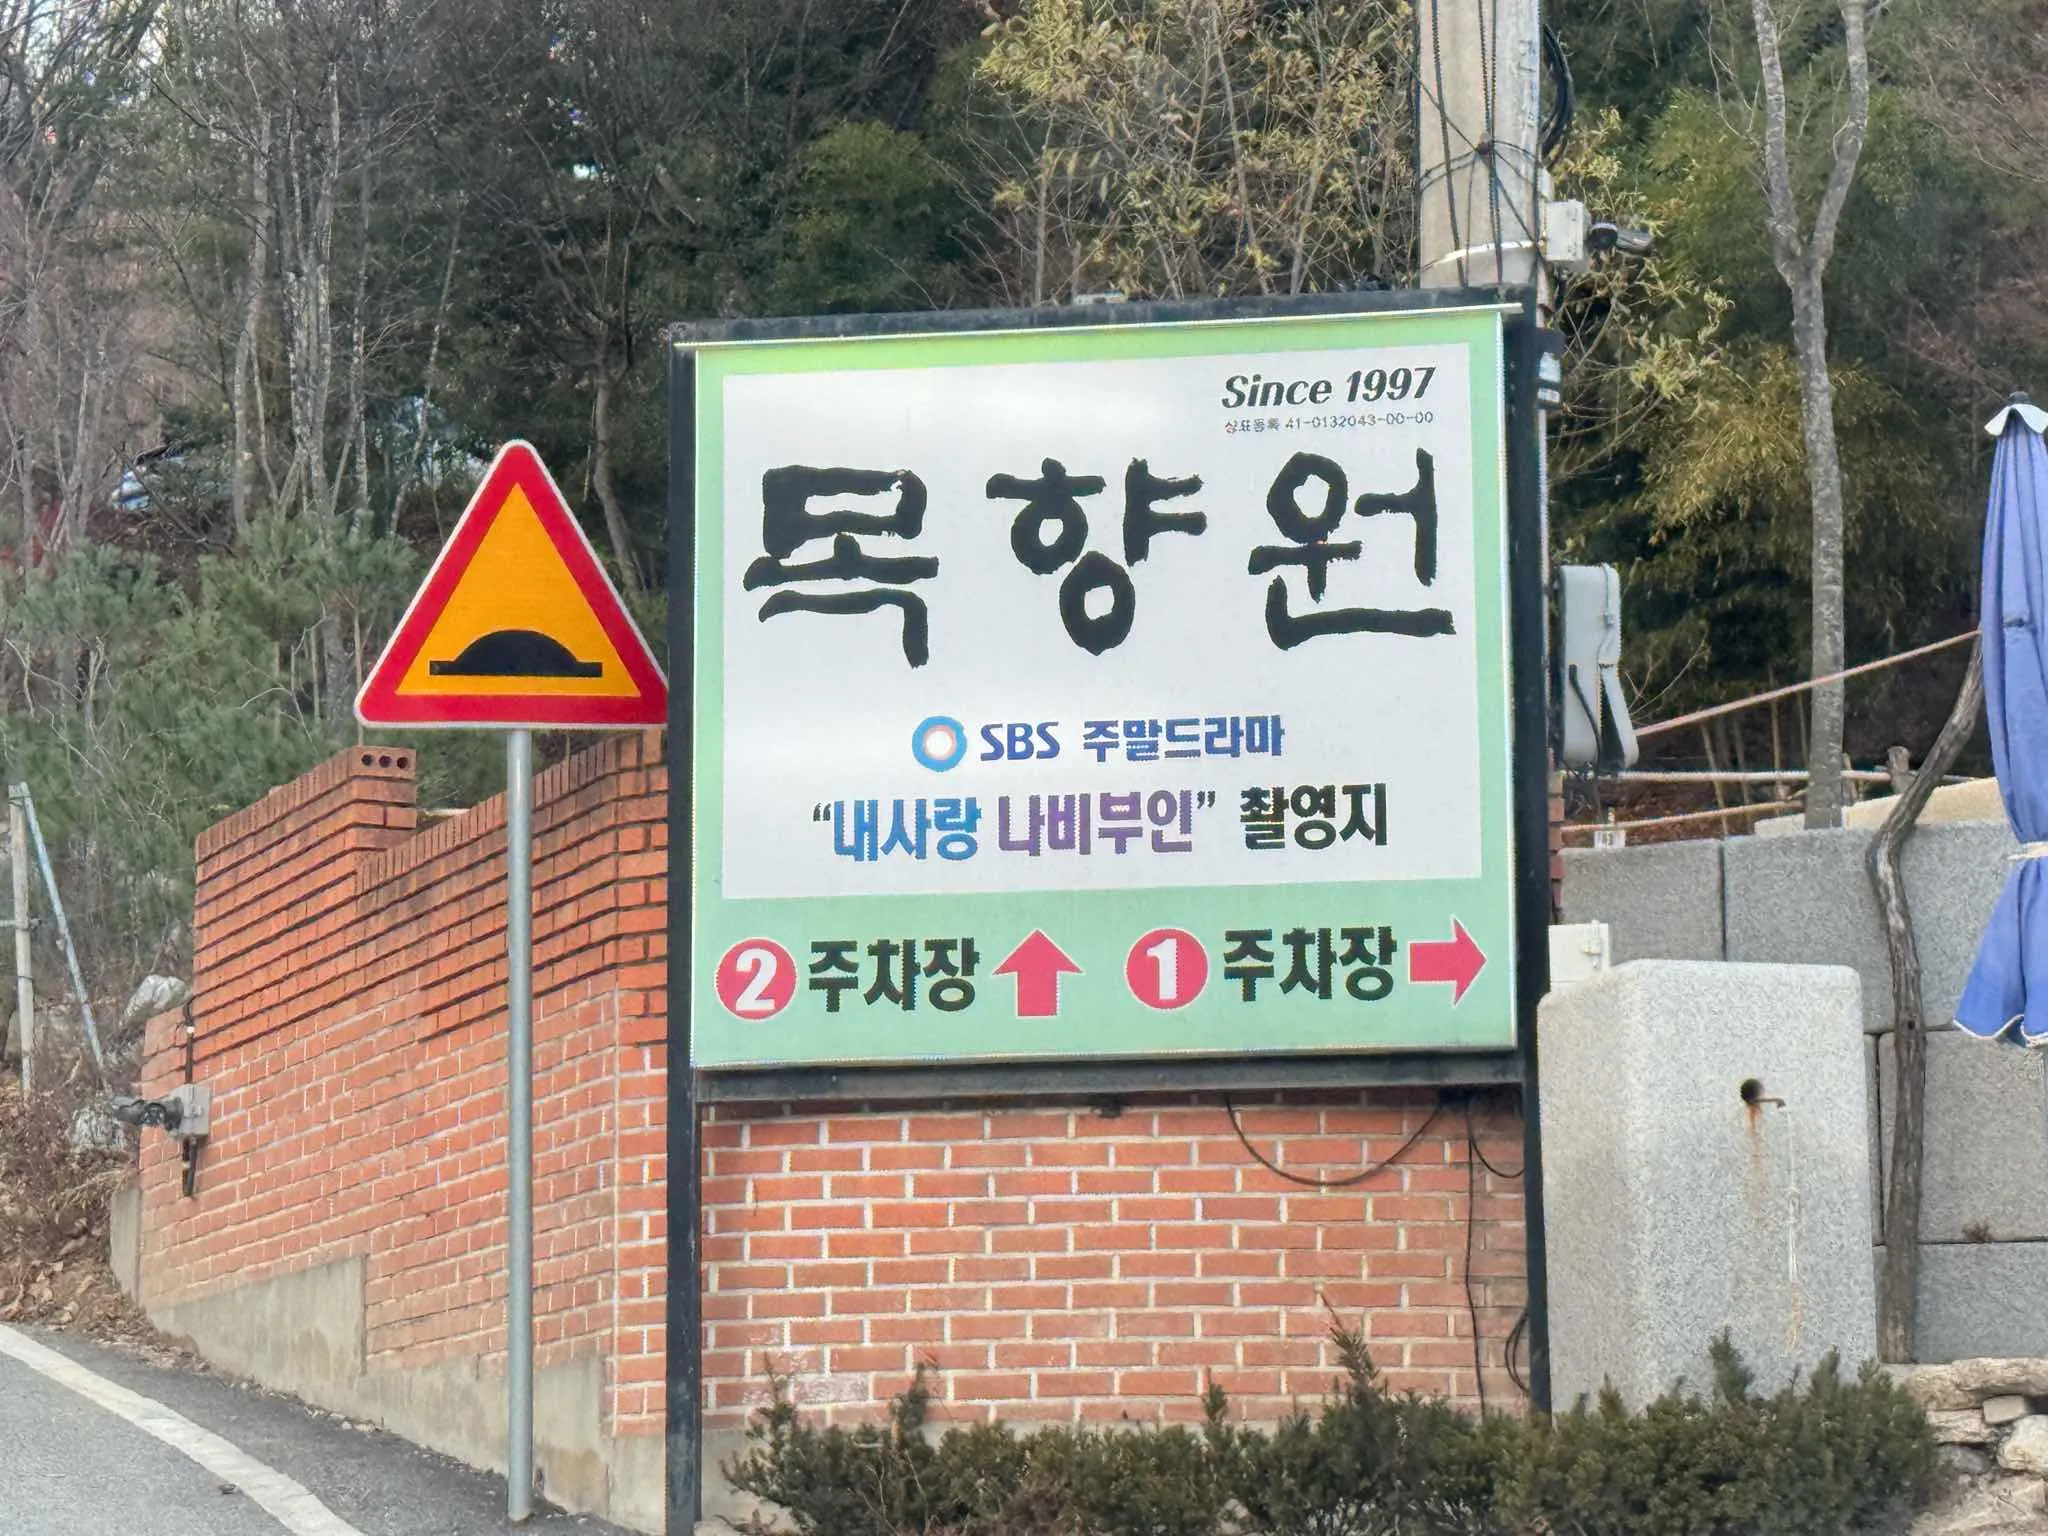 Since 1997
상표등록 41-0132043-00-00
목향원
SBS 주말드라마
“내사랑 나비부인” 촬영지
2 주차장 1 주차장